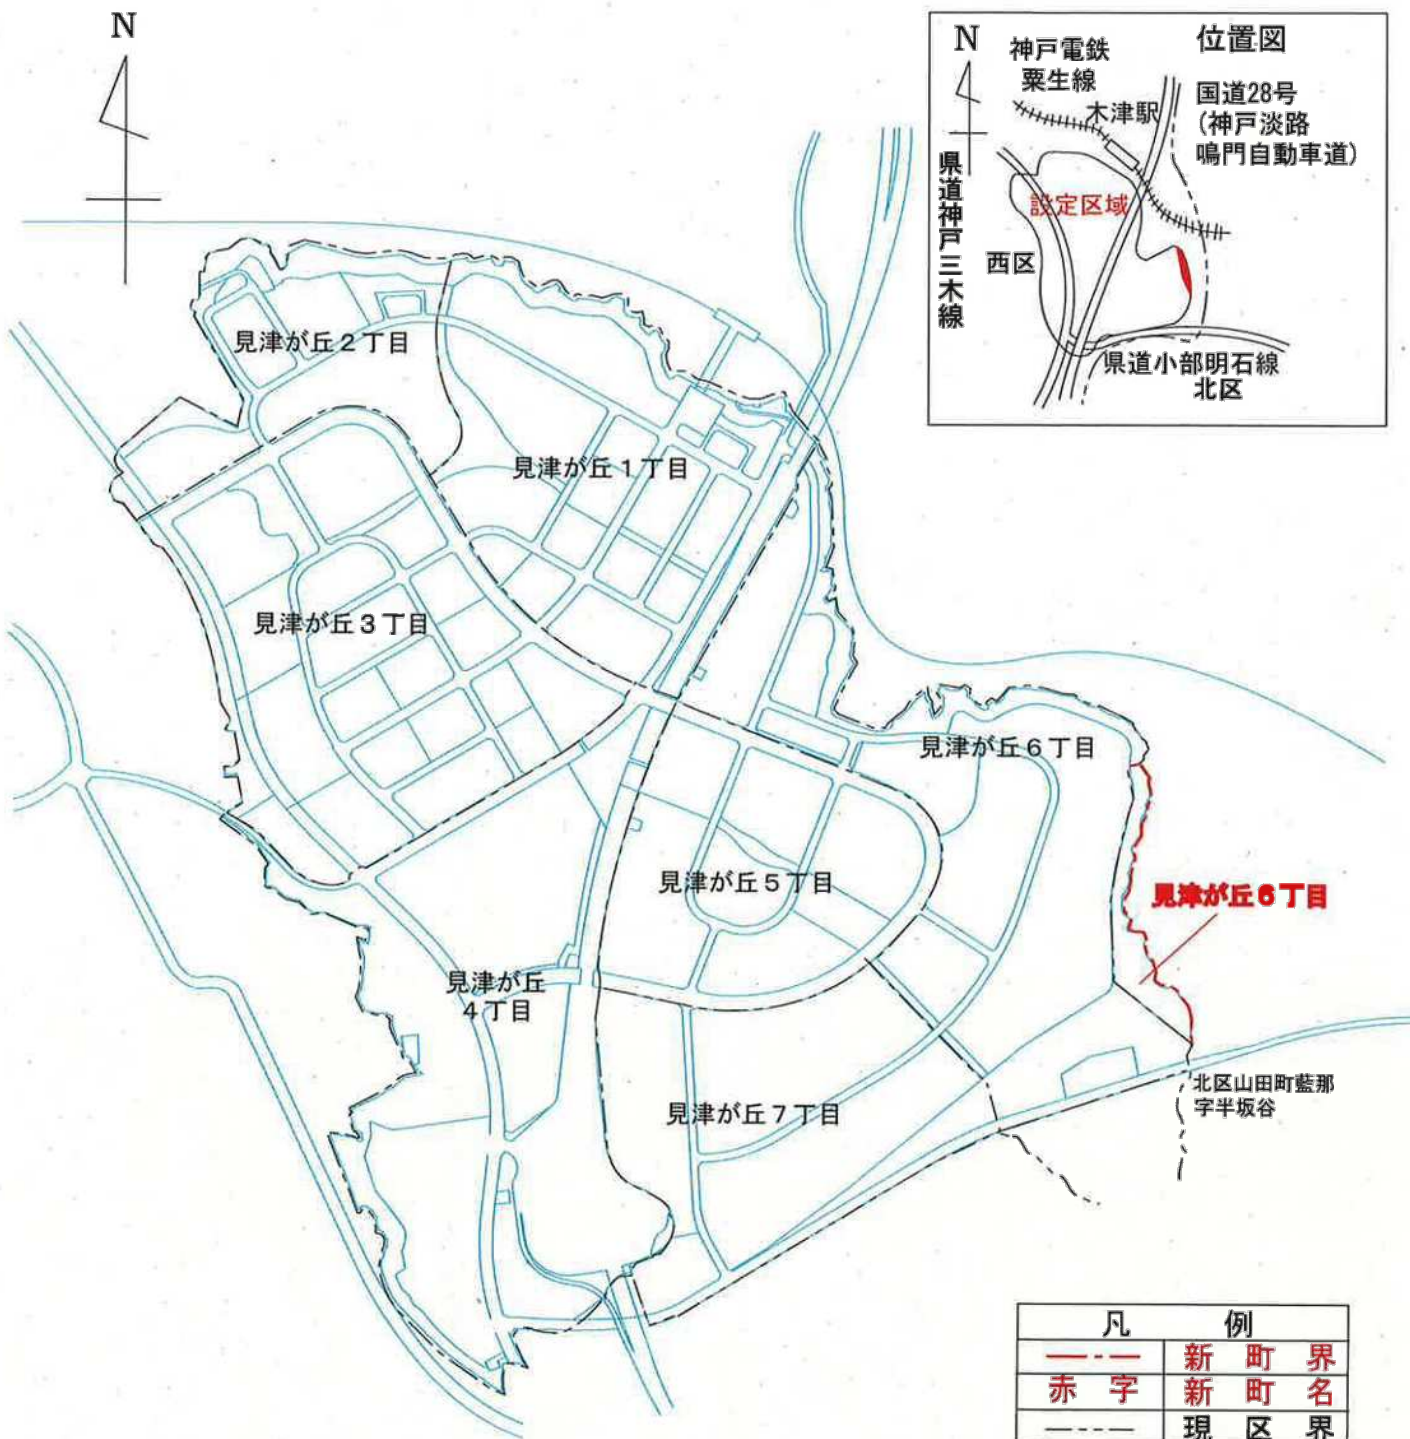 N
N
位置図
神戸電鉄
粟生線
木津駅
国道28号
(神戸淡路
鳴門自動車道)
県道神戸三木線
設定区域
西区
県道小部明石線
北区
見津が丘2丁目
見津が丘1丁目
見津が丘3丁目
見津が丘6丁目
見津が丘5丁目
見津が丘6丁目
見津が丘
4丁目
北区山田町藍那
字半坂谷
見津が丘7丁目
凡例
新町界
赤字 新町名
現区界